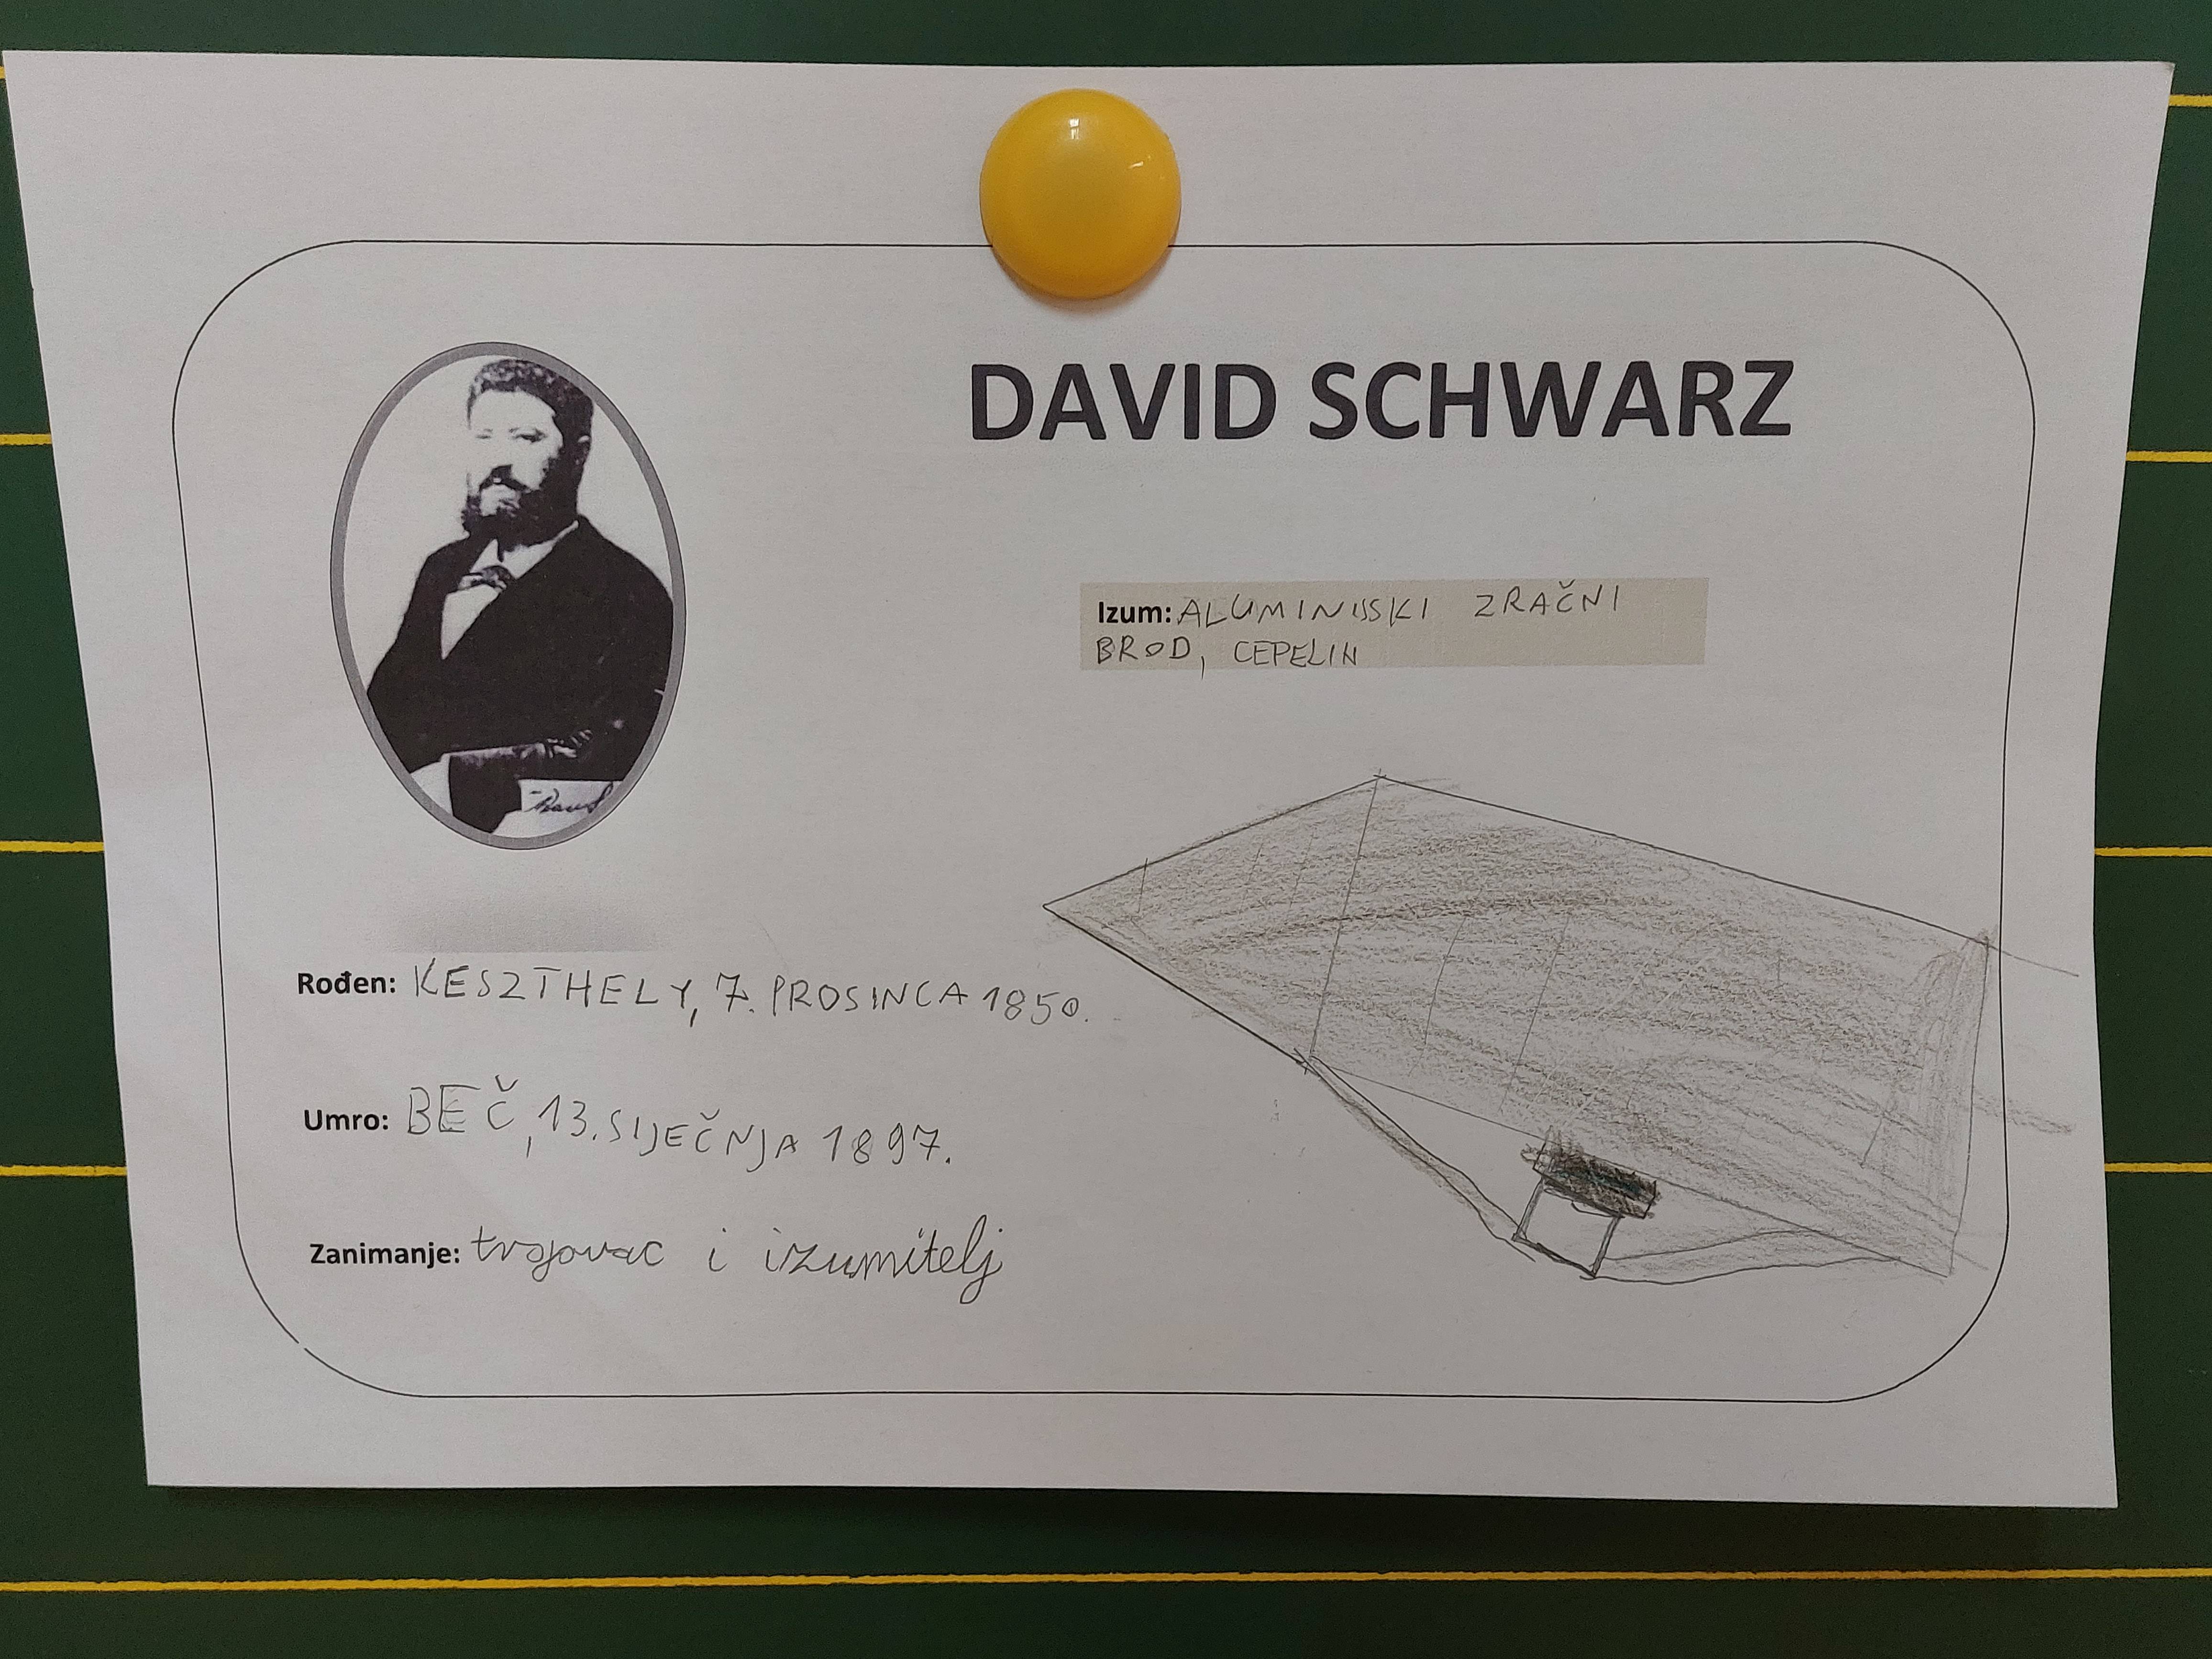 DAVID SCHWARZ
Izum: ALUMINIJSKI ZRAČNI
BROD, CEPELIN
Rođen: KESZTHELY, 7. PROSINCA 1850.
Umro: BEČ, 13. SIJEČNJA 1897.
Zanimanje: trgovac i izumitelj